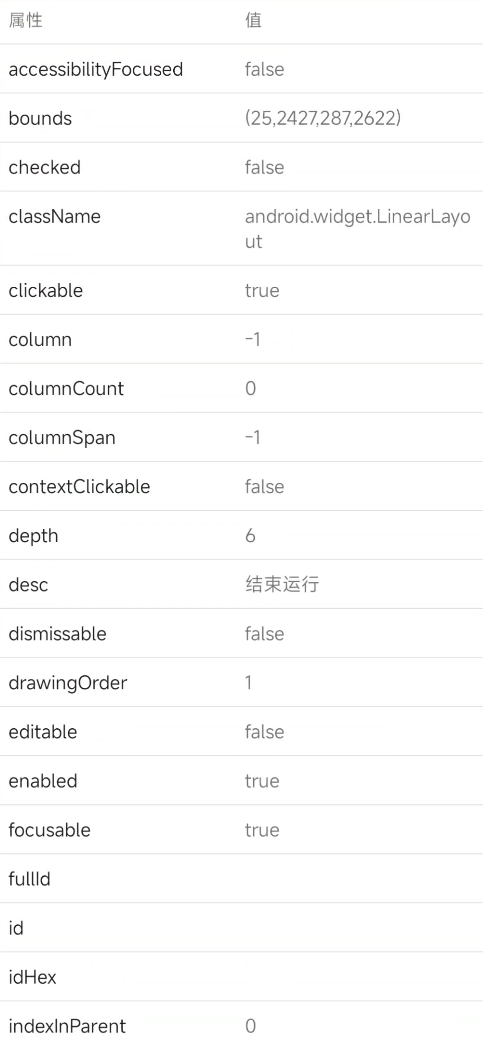 属性 值
accessibilityFocused false
bounds (25,2427,287,2622)
checked false
className android.widget.LinearLayo
ut
clickable true
column -1
columnCount 0
columnSpan -1
contextClickable false
depth 6
desc 结束运行
dismissable false
drawingOrder 1
editable false
enabled true
focusable true
fullId
id
idHex
indexInParent 0